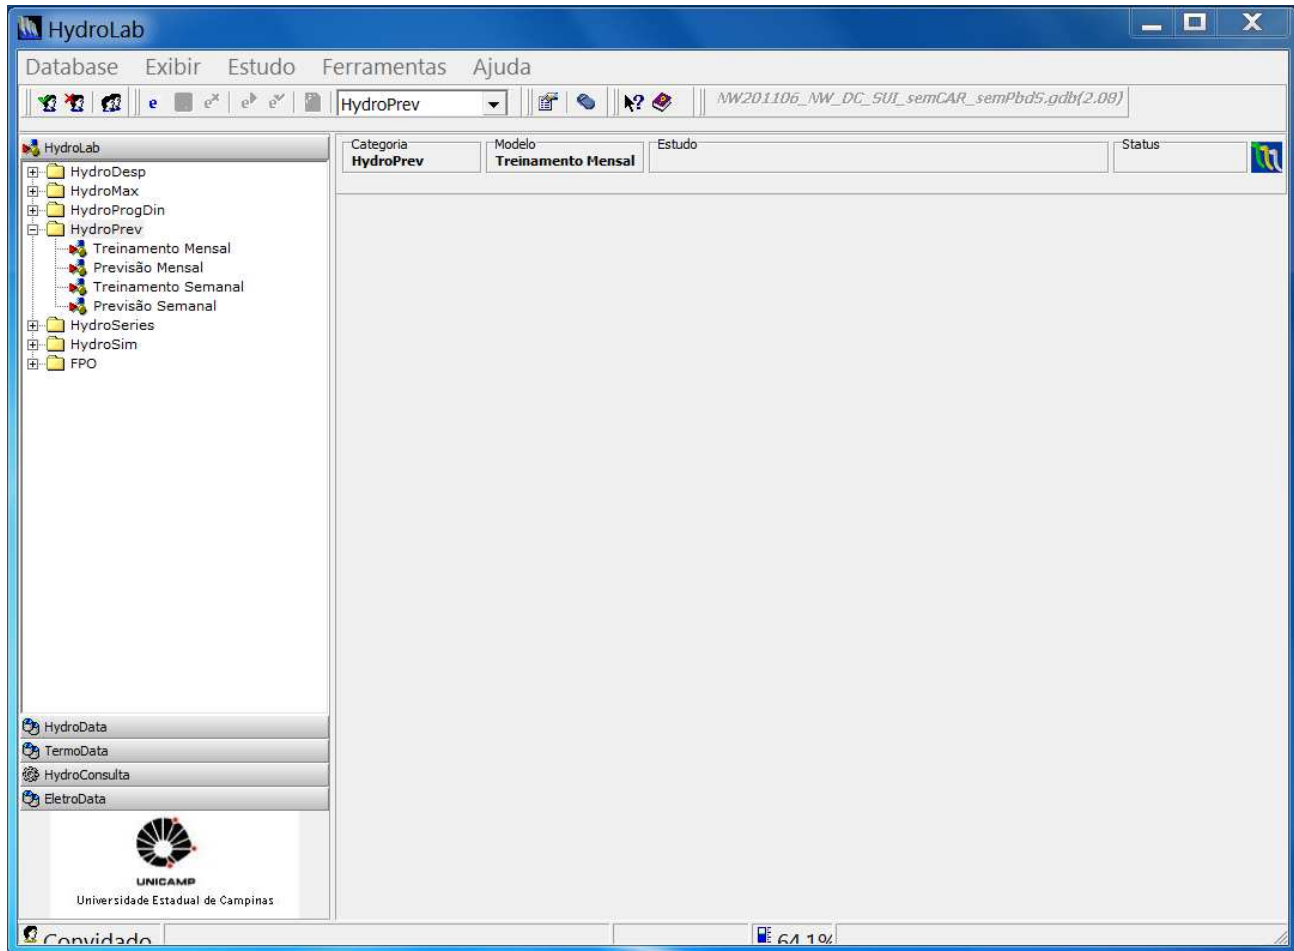 HydroLab
Database Exibir Estudo Ferramentas Ajuda
HydroPrev
NW201106_NW_DC_SUI_semCAR_semPbdS.gdb(2.08)
HydroLab
Categoria
HydroPrev
Modelo
Treinamento Mensal
Estudo
Status
HydroDesp
HydroMax
HydroProgDin
HydroPrev
Treinamento Mensal
Previsão Mensal
Treinamento Semanal
Previsão Semanal
HydroSeries
HydroSim
FPO
HydroData
TermoData
HydroConsulta
EletroData
UNICAMP
Universidade Estadual de Campinas
Convidado
64.1%